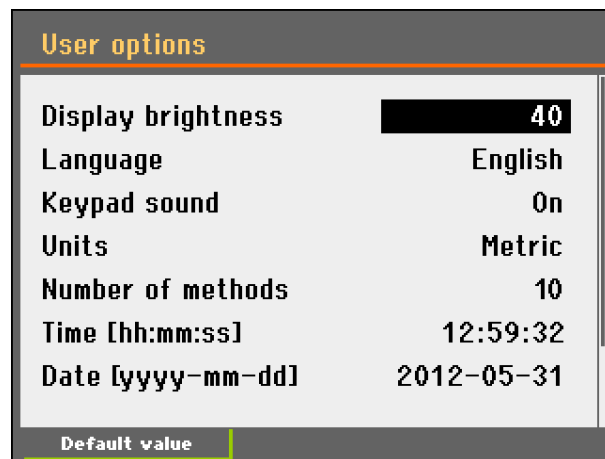 User options
Display brightness 40
Language English
Keypad sound On
Units Metric
Number of methods 10
Time [hh:mm:ss] 12:59:32
Date [yyyy-mm-dd] 2012-05-31
Default value